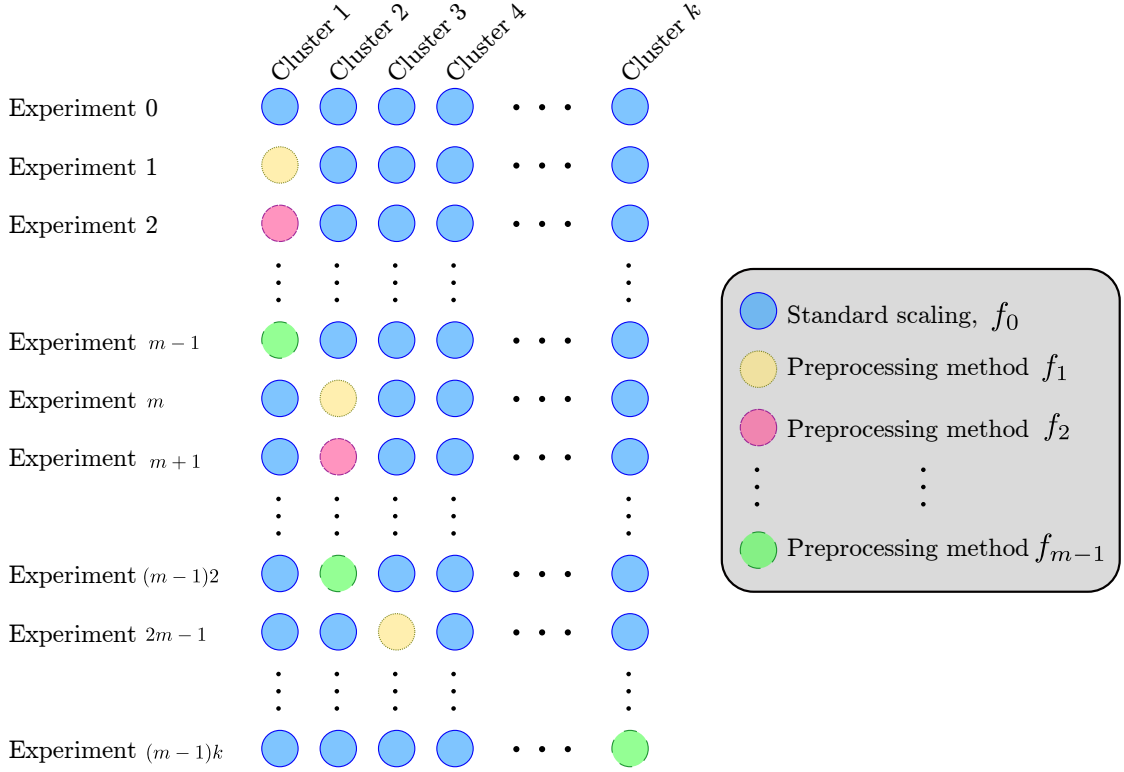 Cluster 1
Cluster 2
Cluster 3
Cluster 4
Cluster k
Experiment 0
Experiment 1
Experiment 2
Experiment m − 1
Experiment m
Experiment m + 1
Experiment (m − 1)2
Experiment 2m − 1
Experiment (m − 1)k
Standard scaling, f₀
Preprocessing method f₁
Preprocessing method f₂
Preprocessing method fₘ₋₁